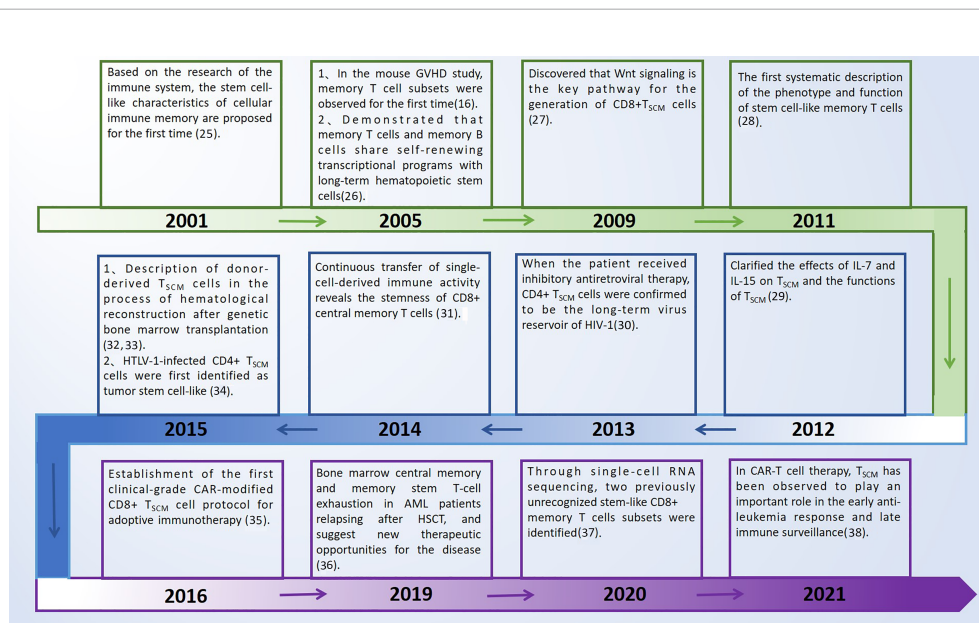 Based on the research of the
immune system, the stem cell-
like characteristics of cellular
immune memory are proposed
for the first time (25).
1、In the mouse GVHD study,
memory T cell subsets were
observed for the first time(16).
2、Demonstrated that
memory T cells and memory B
cells share self-renewing
transcriptional programs with
long-term hematopoietic stem
cells(26).
Discovered that Wnt signaling is
the key pathway for the
generation of CD8+TSCM cells
(27).
The first systematic description
of the phenotype and function
of stem cell-like memory T cells
(28).
2001
2005
2009
2011
1、Description of donor-
derived TSCM cells in the
process of hematological
reconstruction after genetic
bone marrow transplantation
(32,33).
2、HTLV-1-infected CD4+ TSCM
cells were first identified as
tumor stem cell-like (34).
Continuous transfer of single-
cell-derived immune activity
reveals the stemness of CD8+
central memory T cells (31).
When the patient received
inhibitory antiretroviral therapy,
CD4+ TSCM cells were confirmed
to be the long-term virus
reservoir of HIV-1(30).
Clarified the effects of IL-7 and
IL-15 on TSCM and the functions
of TSCM(29).
2015
2014
2013
2012
Establishment of the first
clinical-grade CAR-modified
CD8+ TSCM cell protocol for
adoptive immunotherapy (35).
Bone marrow central memory
and memory stem T-cell
exhaustion in AML patients
relapsing after HSCT, and
suggest new therapeutic
opportunities for the disease
(36).
Through single-cell RNA
sequencing, two previously
unrecognized stem-like CD8+
memory T cells subsets were
identified(37).
In CAR-T cell therapy, TSCM has
been observed to play an
important role in the early anti-
leukemia response and late
immune surveillance(38).
2016
2019
2020
2021